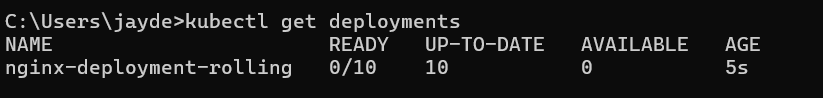 C:\Users\jayde>kubectl get deployments
NAME                       READY   UP-TO-DATE   AVAILABLE   AGE
nginx-deployment-rolling   0/10    10           0           5s